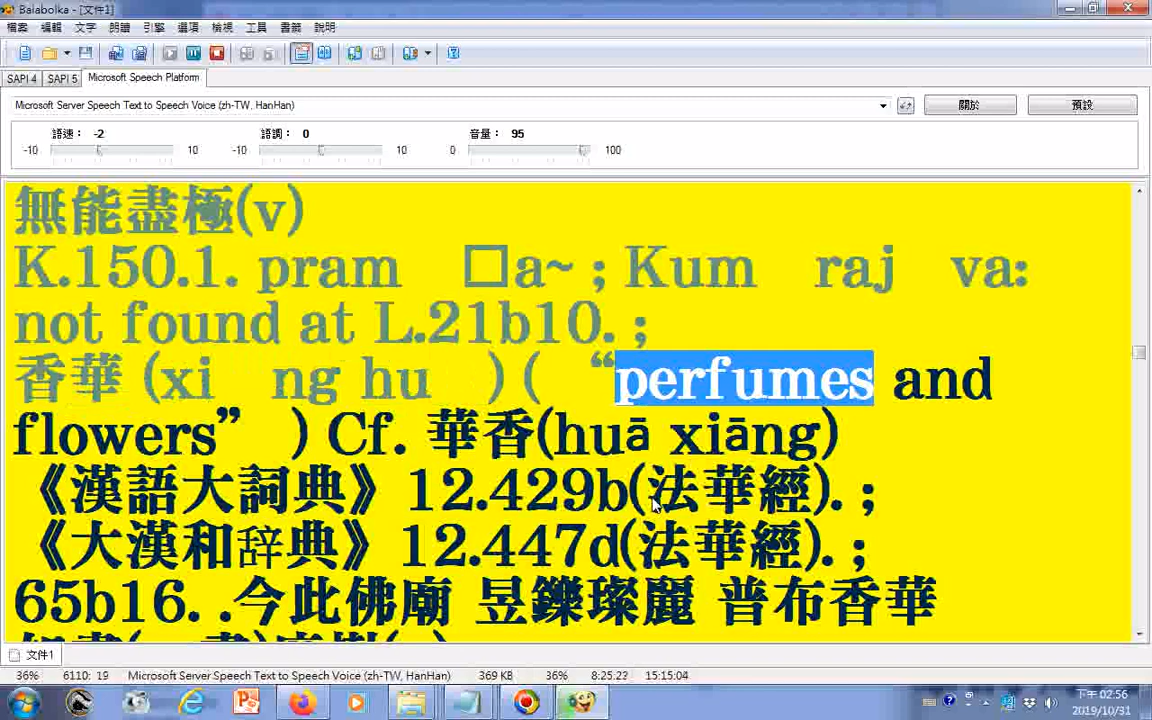 Balabolka - [文件1]
檔案 編輯 文字 朗讀 引擎 選項 檢視 工具 書籤 說明
SAPI 4 SAPI 5 Microsoft Speech Platform
Microsoft Server Speech Text to Speech Voice (zh-TW, HanHan) 關於 預設
語速： -2 語調： 0 音量： 95
-10 10 -10 10 0 100
無能盡極(v)
K.150.1. pram □a~ ; Kum raj va:
not found at L.21b10. ;
香華 (xi ng hu ) ( “perfumes and
flowers” ) Cf. 華香(huā xiāng)
《漢語大詞典》12.429b(法華經). ;
《大漢和辞典》12.447d(法華經). ;
65b16. .今此佛廟 昱鑠璨麗 普布香華
文件1
36% 6110: 19 Microsoft Server Speech Text to Speech Voice (zh-TW, HanHan) 369 KB 36% 8:25.22 15:15:04
下午 02:56
2019/10/31